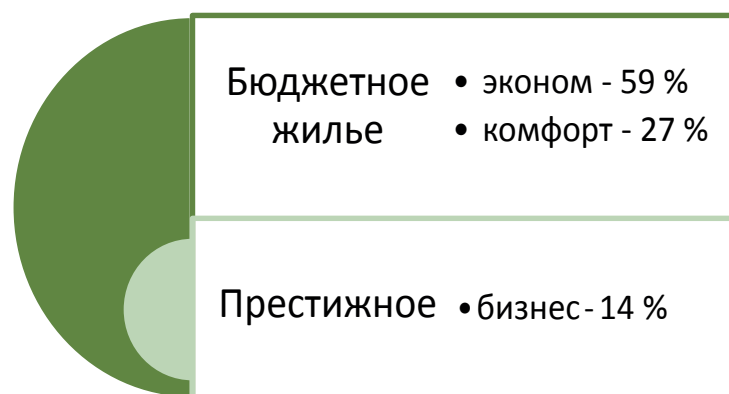 Бюджетное
жилье
• эконом - 59 %
• комфорт - 27 %
Престижное
• бизнес - 14 %